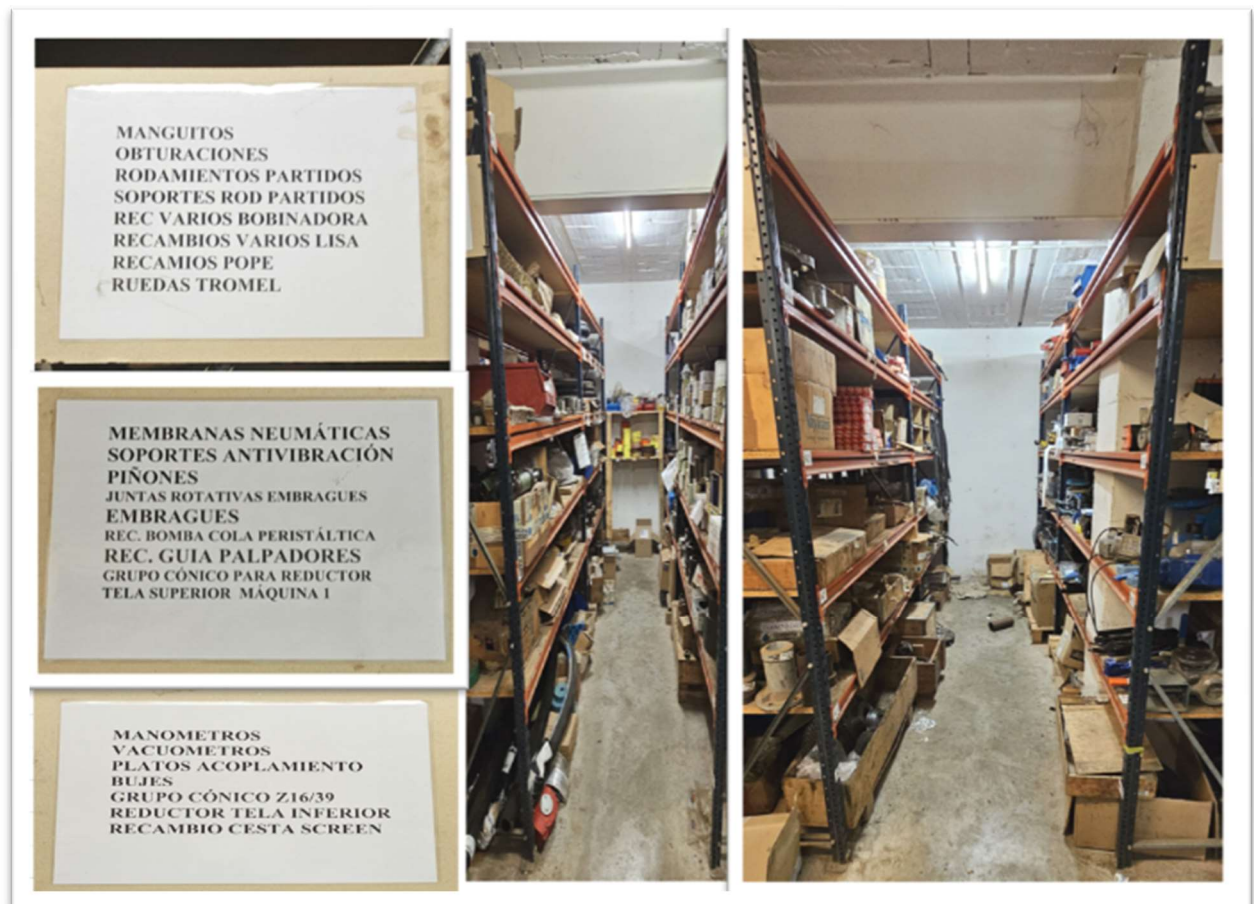 MANGUITOS
OBTURACIONES
RODAMIENTOS PARTIDOS
SOPORTES ROD PARTIDOS
REC VARIOS BOBINADORA
RECAMBIOS VARIOS LISA
RECAMIOS POPE
RUEDAS TROMEL
MEMBRANAS NEUMÁTICAS
SOPORTES ANTIVIBRACIÓN
PIÑONES
JUNTAS ROTATIVAS EMBRAGUES
EMBRAGUES
REC. BOMBA COLA PERISTÁLTICA
REC. GUIA PALPADORES
GRUPO CÓNICO PARA REDUCTOR
TELA SUPERIOR MÁQUINA 1
MANOMETROS
VACUOMETROS
PLATOS ACOPLAMIENTO
BUJES
GRUPO CÓNICO Z16/39
REDUCTOR TELA INFERIOR
RECAMBIO CESTA SCREEN